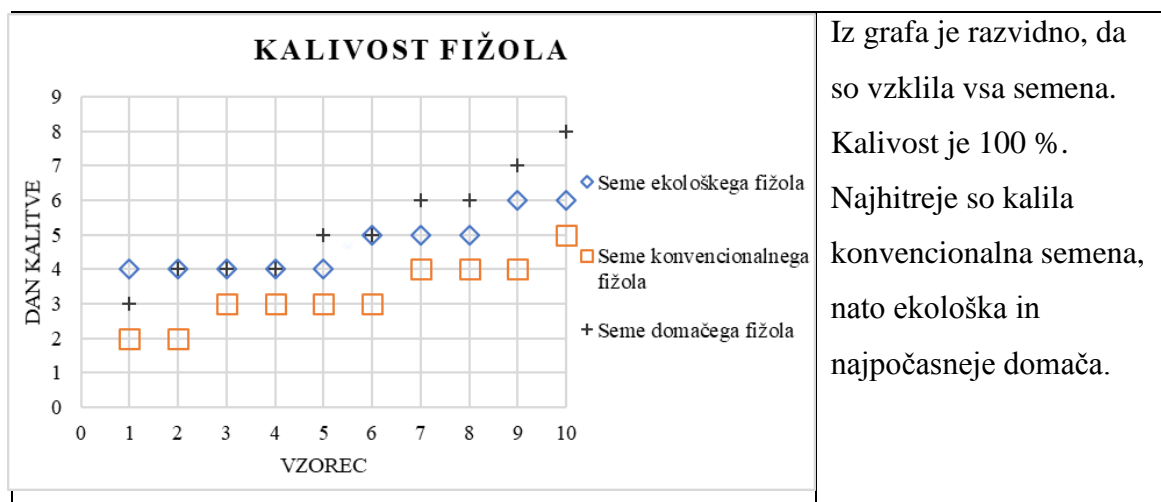 KALIVOST FIŽOLA
9
8
7
6
5
4
3
2
1
0
DAN KALITVE
0 1 2 3 4 5 6 7 8 9 10
VZOREC
Seme ekološkega fižola
Seme konvencionalnega
fižola
Seme domačega fižola
Iz grafa je razvidno, da
so vzklila vsa semena.
Kalivost je 100 %.
Najhitreje so kalila
konvencionalna semena,
nato ekološka in
najpočasneje domača.